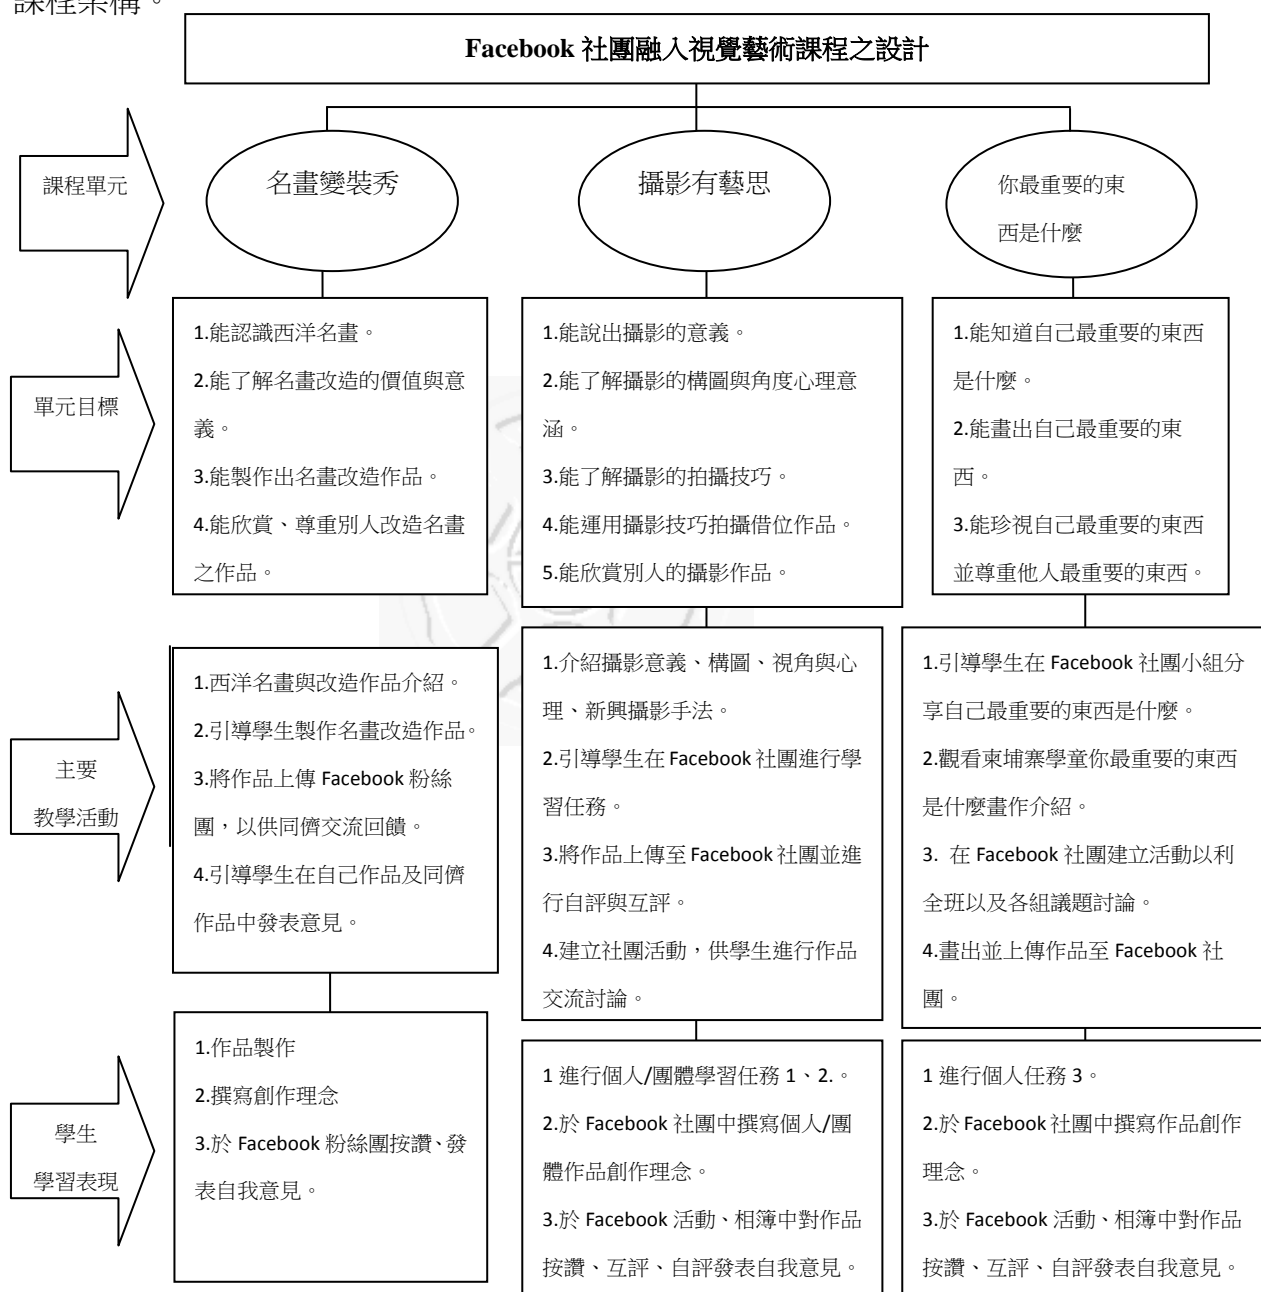 課程架構。
Facebook 社團融入視覺藝術課程之設計
課程單元
名畫變裝秀
攝影有藝思
你最重要的東
西是什麼
單元目標
1.能認識西洋名畫。
2.能了解名畫改造的價值與意
義。
3.能製作出名畫改造作品。
4.能欣賞、尊重別人改造名畫
之作品。
1.能說出攝影的意義。
2.能了解攝影的構圖與角度心理意
涵。
3.能了解攝影的拍攝技巧。
4.能運用攝影技巧拍攝借位作品。
5.能欣賞別人的攝影作品。
1.能知道自己最重要的東西
是什麼。
2.能畫出自己最重要的東
西。
3.能珍視自己最重要的東西
並尊重他人最重要的東西。
主要
教學活動
1.西洋名畫與改造作品介紹。
2.引導學生製作名畫改造作品。
3.將作品上傳 Facebook 粉絲
團，以供同儕交流回饋。
4.引導學生在自己作品及同儕
作品中發表意見。
1.介紹攝影意義、構圖、視角與心
理、新興攝影手法。
2.引導學生在 Facebook 社團進行學
習任務。
3.將作品上傳至 Facebook 社團並進
行自評與互評。
4.建立社團活動，供學生進行作品
交流討論。
1.引導學生在 Facebook 社團小組分
享自己最重要的東西是什麼。
2.觀看柬埔寨學童你最重要的東西
是什麼畫作介紹。
3. 在 Facebook 社團建立活動以利
全班以及各組議題討論。
4.畫出並上傳作品至 Facebook 社
團。
學生
學習表現
1.作品製作
2.撰寫創作理念
3.於 Facebook 粉絲團按讚、發
表自我意見。
1 進行個人/團體學習任務 1、2.。
2.於 Facebook 社團中撰寫個人/團
體作品創作理念。
3.於 Facebook 活動、相簿中對作品
按讚、互評、自評發表自我意見。
1 進行個人任務 3。
2.於 Facebook 社團中撰寫作品創作
理念。
3.於 Facebook 活動、相簿中對作品
按讚、互評、自評發表自我意見。